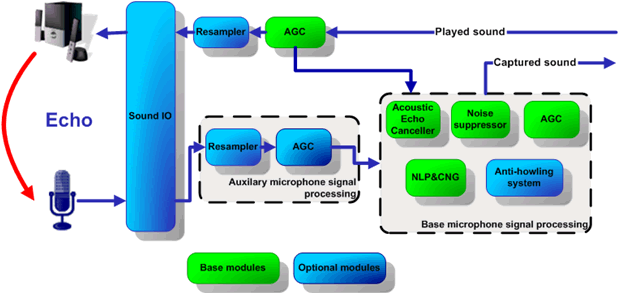 Resampler
AGC
Played sound
Captured sound
Echo
Sound IO
Acoustic
Echo
Canceller
Noise
suppressor
AGC
Resampler
AGC
Auxilary microphone signal
processing
NLP&CNG
Anti-howling
system
Base microphone signal processing
Base modules
Optional modules